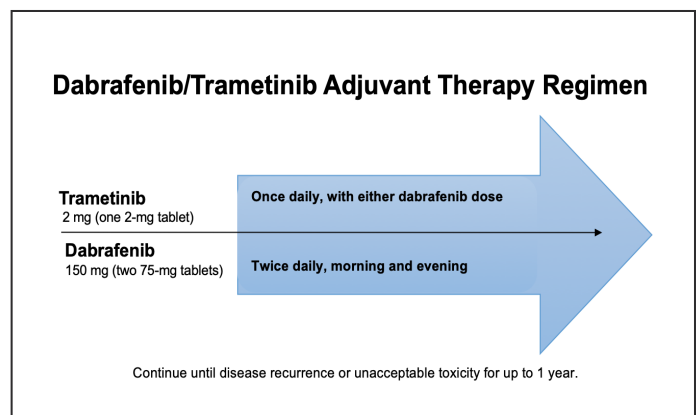 Dabrafenib/Trametinib Adjuvant Therapy Regimen
Trametinib
2 mg (one 2-mg tablet)
Once daily, with either dabrafenib dose
Dabrafenib
150 mg (two 75-mg tablets)
Twice daily, morning and evening
Continue until disease recurrence or unacceptable toxicity for up to 1 year.